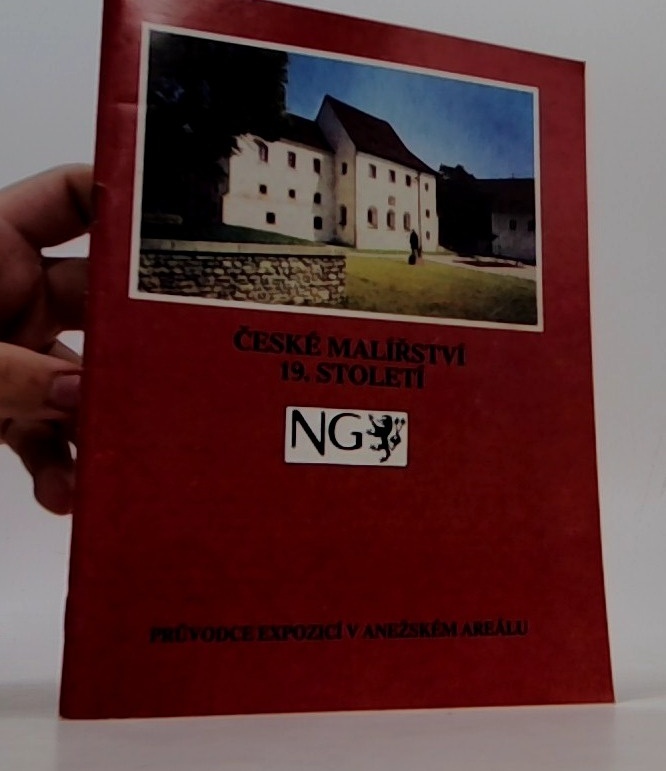 ČESKÉ MALÍŘSTVÍ
19. STOLETÍ
NG
PRŮVODCE EXPOZICÍ V ANEŽSKÉM AREÁLU